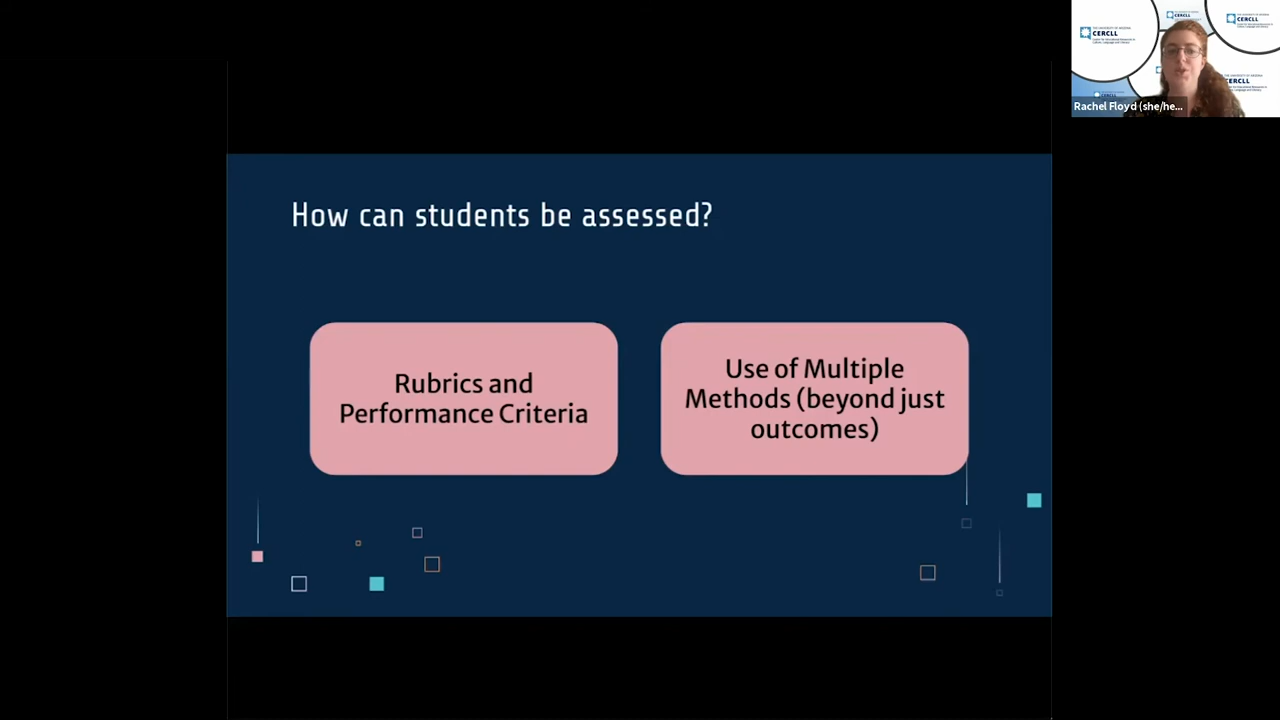 How can students be assessed?
Rubrics and
Performance Criteria
Use of Multiple
Methods (beyond just
outcomes)
CERCLL
CERCLL
CERCLL
Rachel Floyd (she/he...